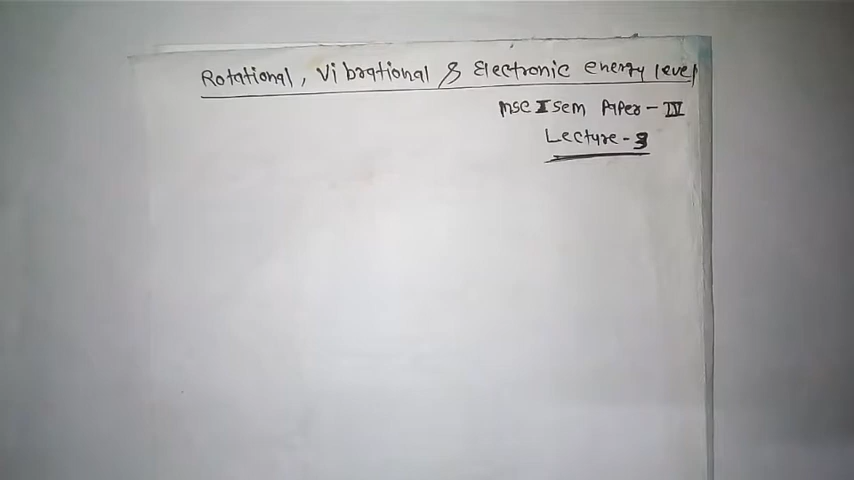 Rotational, Vibrational & Electronic energy level
MSC I Sem Paper - IV
Lecture - 3